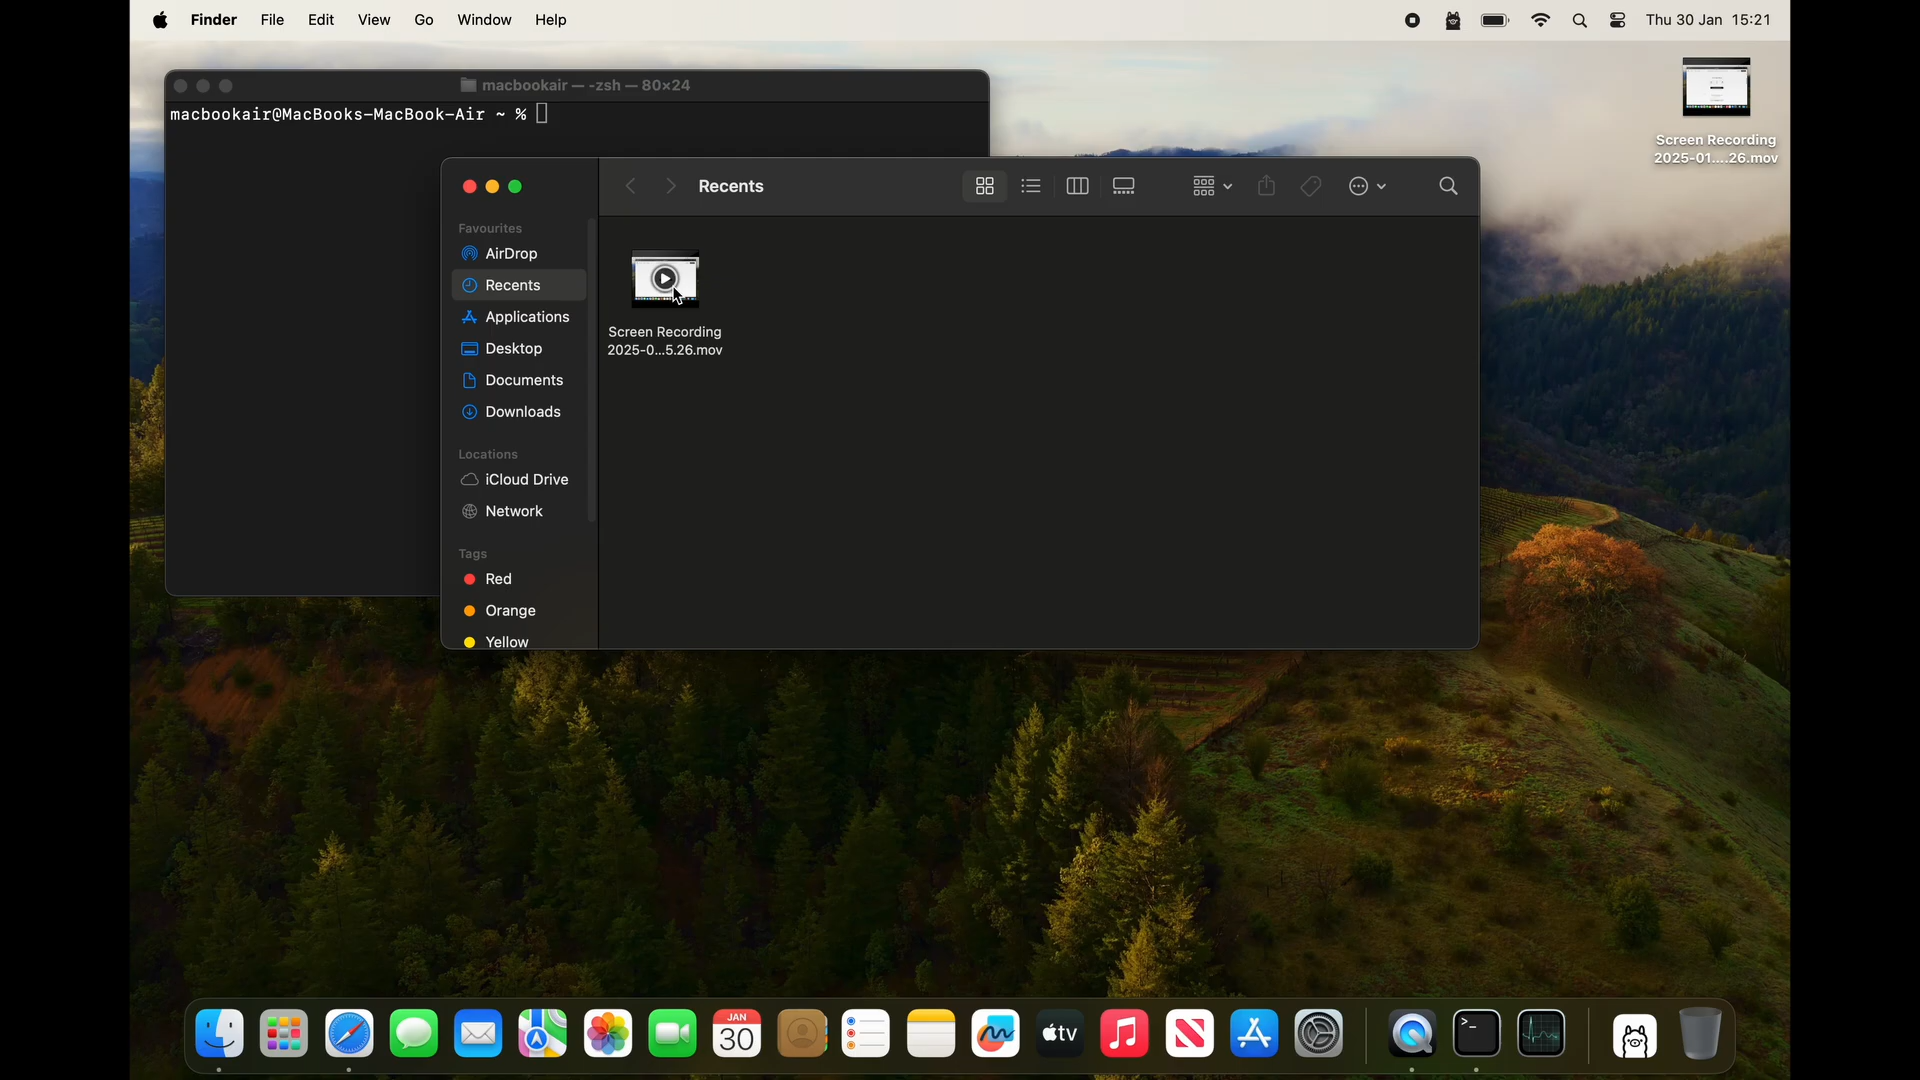 Finder File Edit View Go Window Help Thu 30 Jan 15:21
macbookair — -zsh — 80×24
macbookair@MacBooks-MacBook-Air ~ %
Screen Recording
2025-01....26.mov
Recents
Favourites
AirDrop
Recents
Applications
Desktop
Documents
Downloads
Locations
iCloud Drive
Network
Tags
Red
Orange
Yellow
Screen Recording
2025-0...5.26.mov
JAN
30
tv
>_